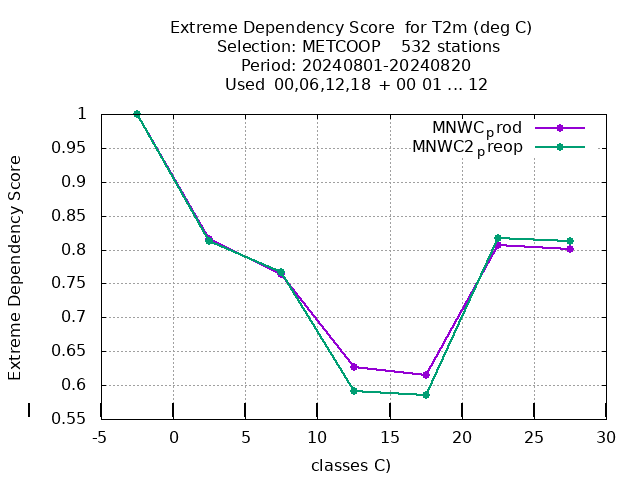 Extreme Dependency Score  for T2m (deg C)
Selection: METCOOP    532 stations
Period: 20240801-20240820
Used  00,06,12,18 + 00 01 ... 12
MNWCprod
MNWC2preop
Extreme Dependency Score
1
0.95
0.9
0.85
0.8
0.75
0.7
0.65
0.6
0.55
-5 0 5 10 15 20 25 30
classes C)